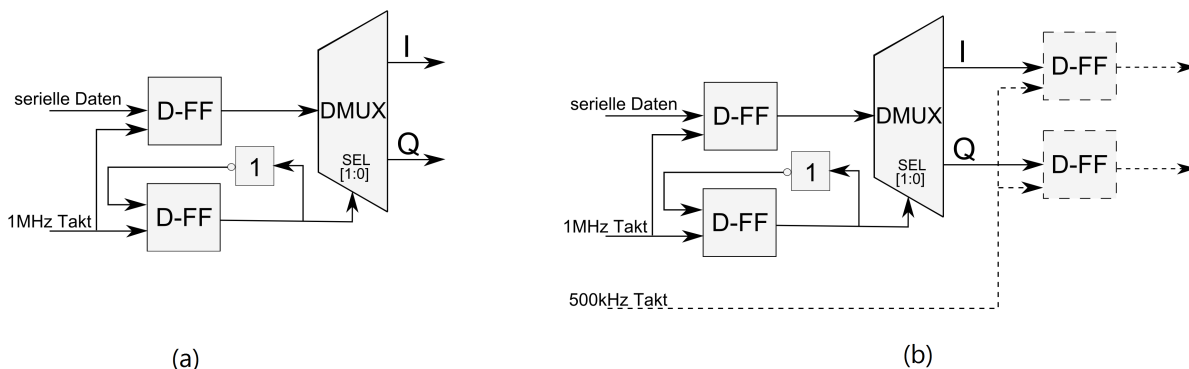 I
serielle Daten
D-FF
DMUX
Q
1
SEL
[1:0]
1MHz Takt
D-FF
(a)
I
D-FF
serielle Daten
D-FF
DMUX
Q
D-FF
1
SEL
[1:0]
1MHz Takt
D-FF
500kHz Takt
(b)